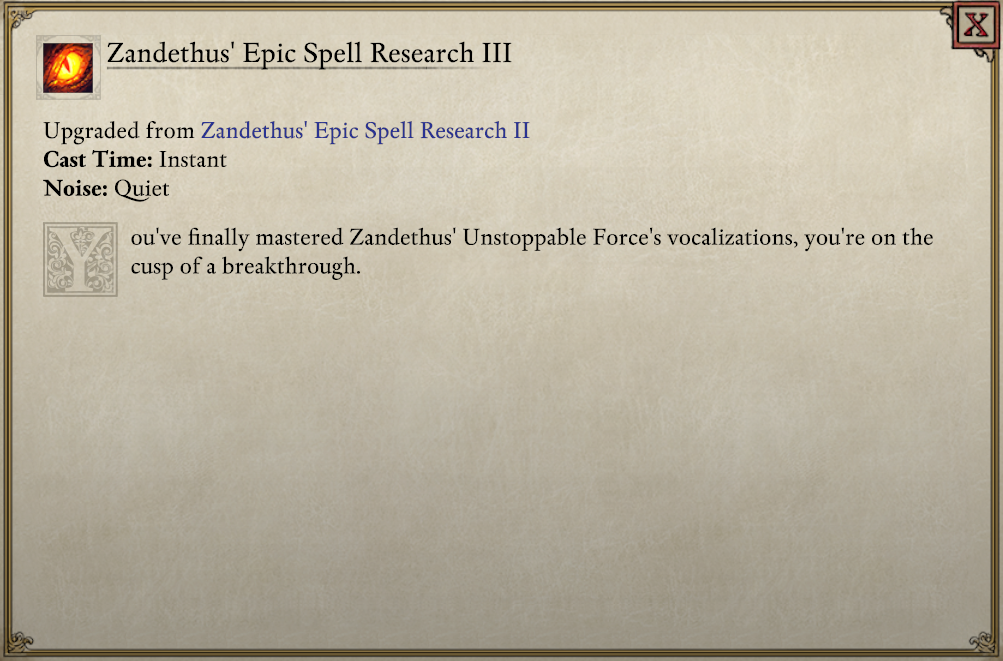 X
Zandethus' Epic Spell Research III
Upgraded from Zandethus' Epic Spell Research II
Cast Time: Instant
Noise: Quiet
You've finally mastered Zandethus' Unstoppable Force's vocalizations, you're on the
cusp of a breakthrough.